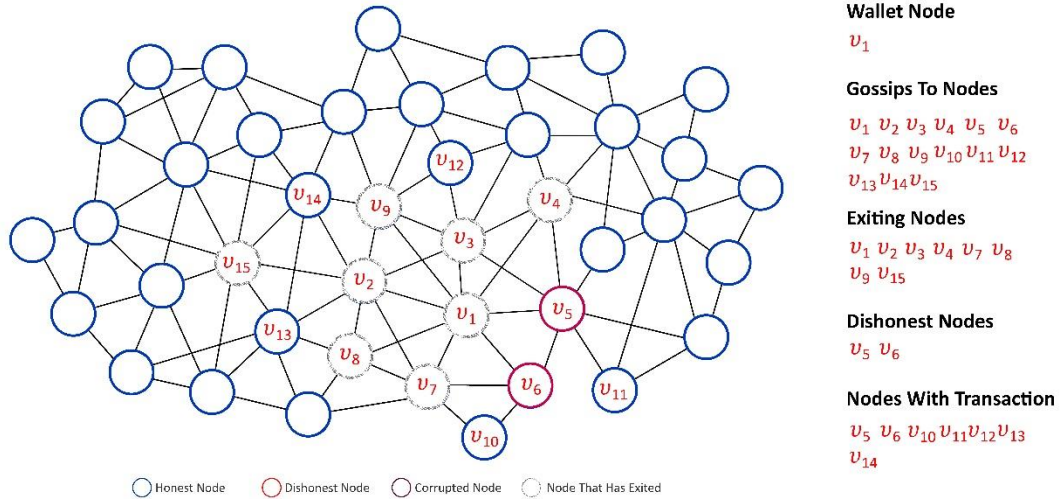 Wallet Node
υ₁
Gossips To Nodes
υ₁ υ₂ υ₃ υ₄ υ₅ υ₆
υ₇ υ₈ υ₉ υ₁₀ υ₁₁ υ₁₂
υ₁₃ υ₁₄ υ₁₅
Exiting Nodes
υ₁ υ₂ υ₃ υ₄ υ₇ υ₈
υ₉ υ₁₅
Dishonest Nodes
υ₅ υ₆
Nodes With Transaction
υ₅ υ₆ υ₁₀ υ₁₁ υ₁₂ υ₁₃
υ₁₄
υ₁₂
υ₁₄
υ₉
υ₄
υ₃
υ₁₅
υ₂
υ₁
υ₅
υ₁₃
υ₈
υ₇
υ₆
υ₁₁
υ₁₀
Honest Node
Dishonest Node
Corrupted Node
Node That Has Exited